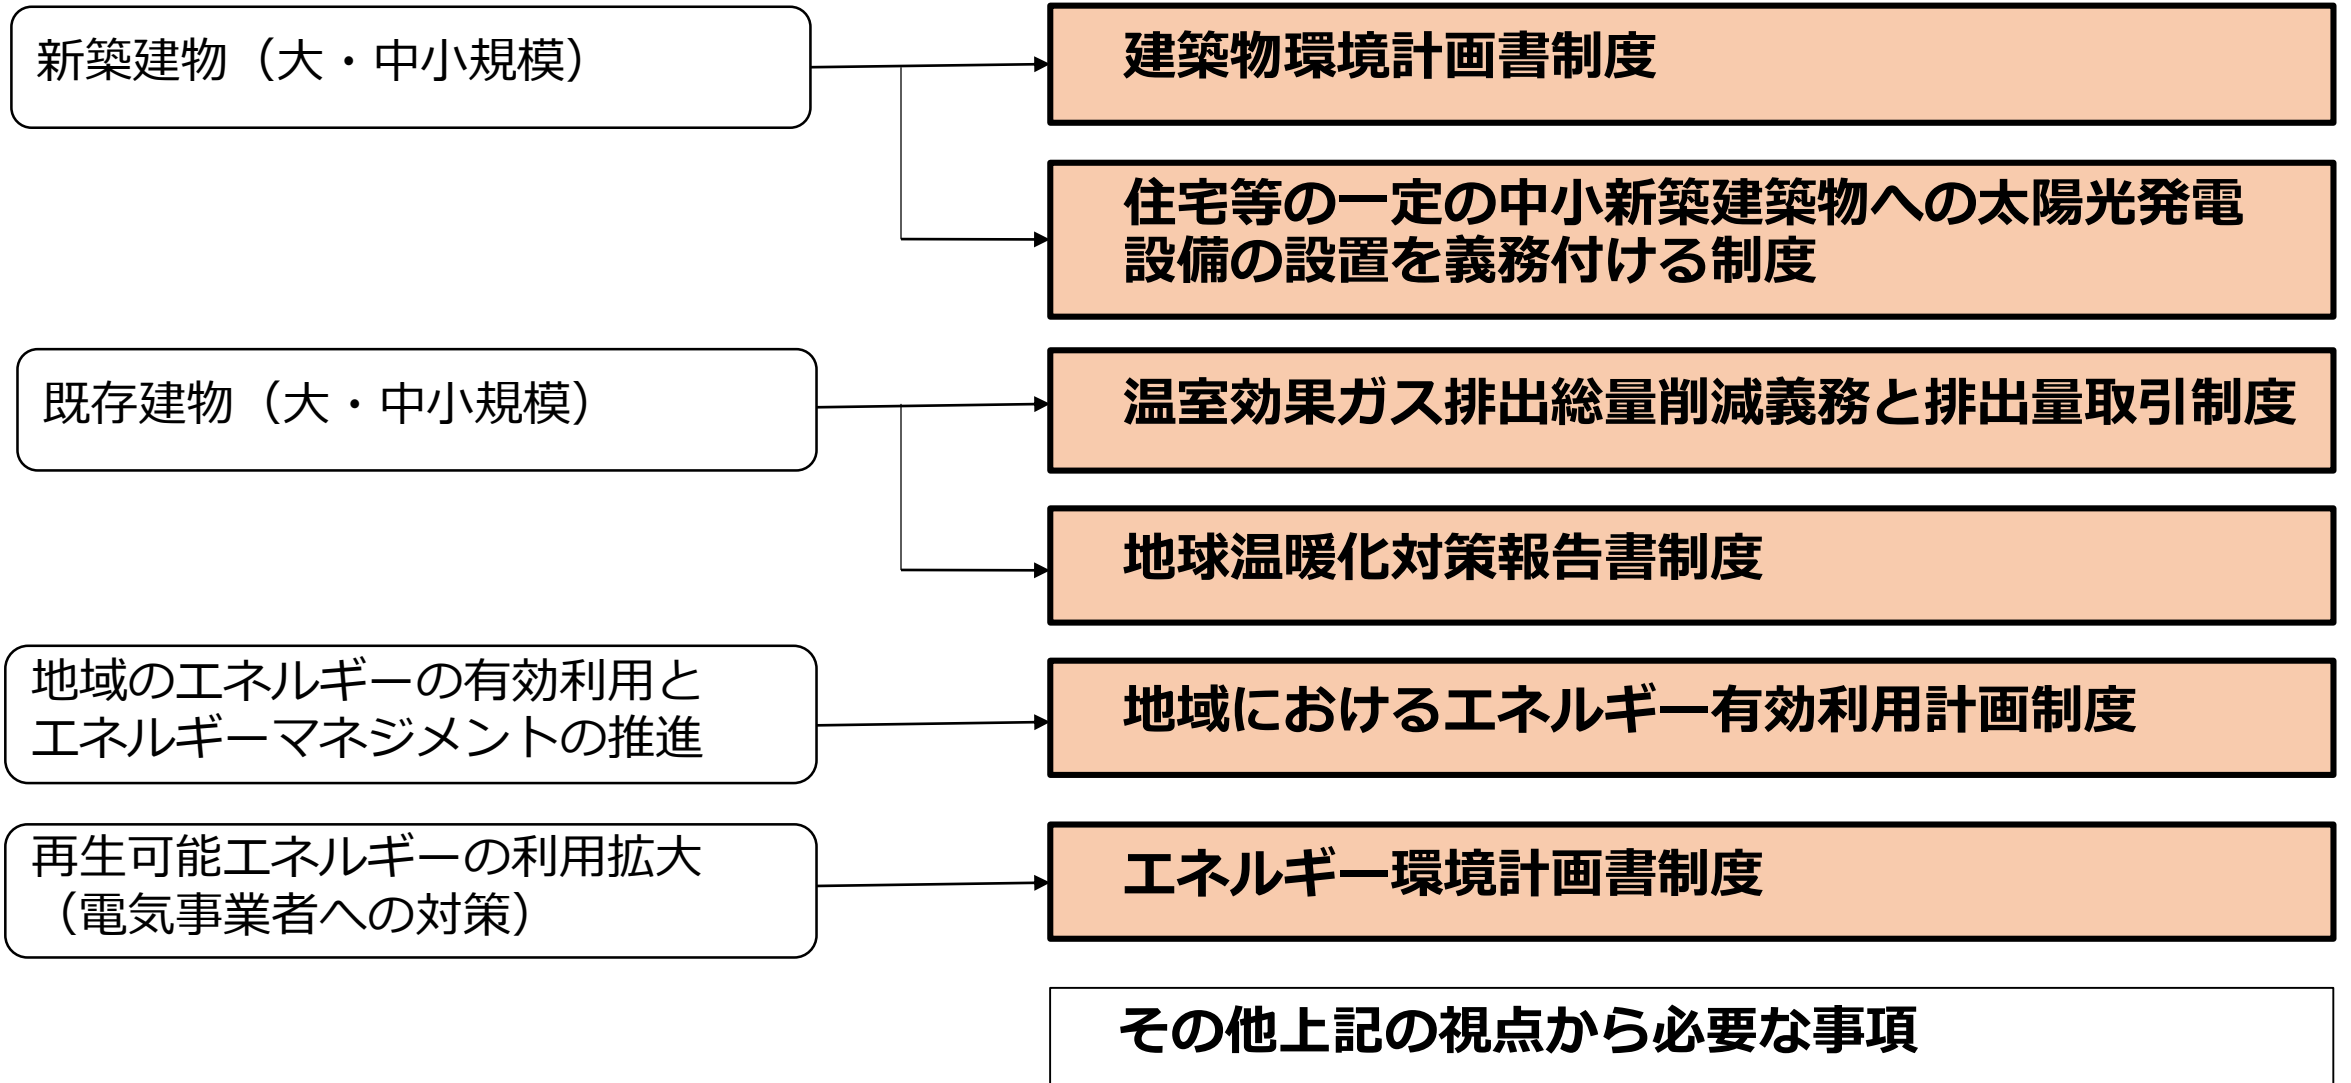 新築建物（大・中小規模）
建築物環境計画書制度
住宅等の一定の中小新築建築物への太陽光発電
設備の設置を義務付ける制度
既存建物（大・中小規模）
温室効果ガス排出総量削減義務と排出量取引制度
地球温暖化対策報告書制度
地域のエネルギーの有効利用と
エネルギーマネジメントの推進
地域におけるエネルギー有効利用計画制度
再生可能エネルギーの利用拡大
（電気事業者への対策）
エネルギー環境計画書制度
その他上記の視点から必要な事項